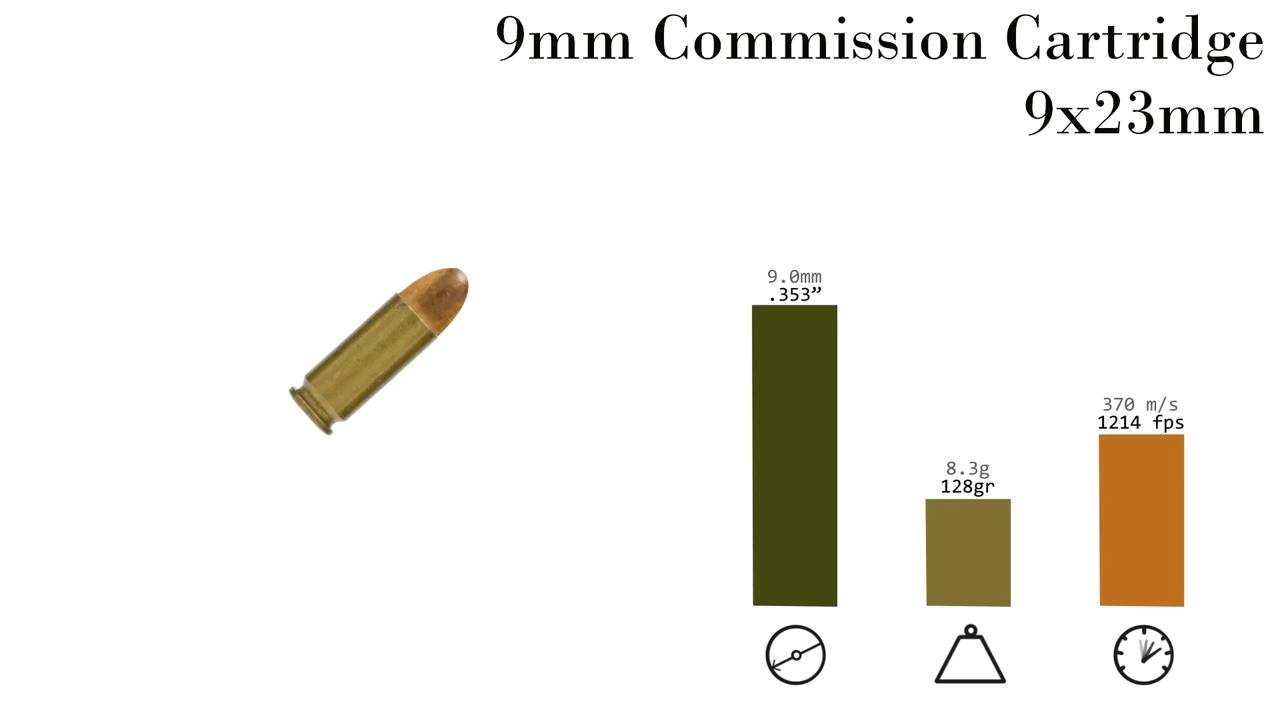 9mm Commission Cartridge
9x23mm
9.0mm
.353”
8.3g
128gr
370 m/s
1214 fps